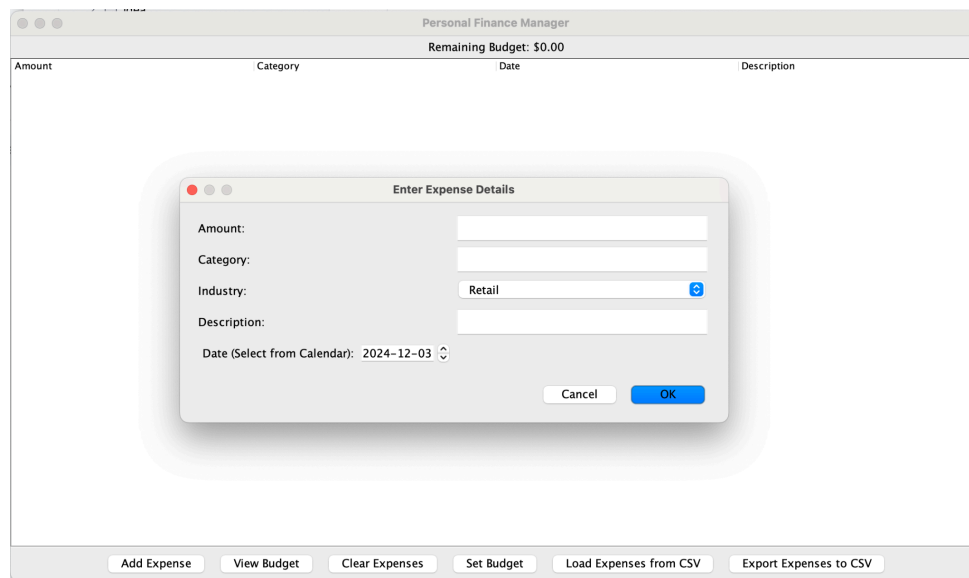 Personal Finance Manager
Remaining Budget: $0.00
Amount Category Date Description
Enter Expense Details
Amount:
Category:
Industry: Retail
Description:
Date (Select from Calendar): 2024-12-03
Cancel OK
Add Expense View Budget Clear Expenses Set Budget Load Expenses from CSV Export Expenses to CSV